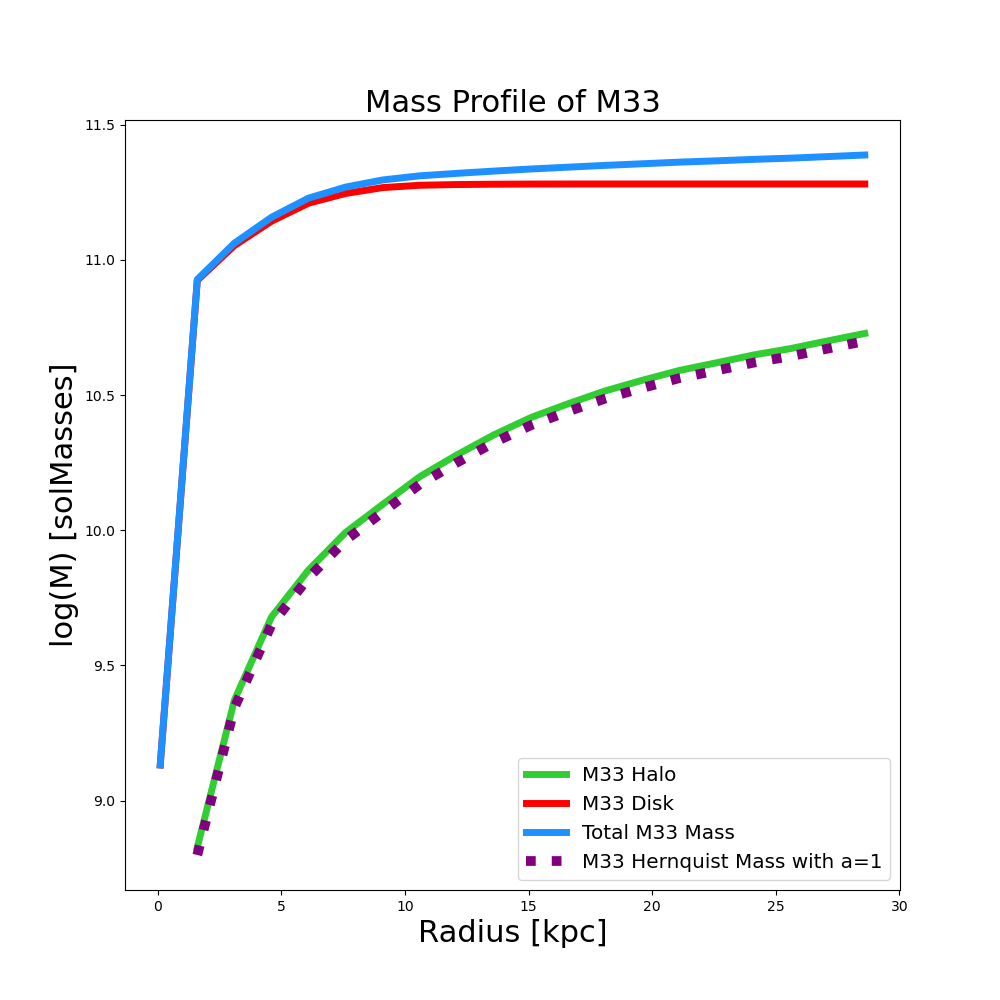 Mass Profile of M33
log(M) [solMasses]
11.5
11.0
10.5
10.0
9.5
9.0
0 5 10 15 20 25 30
Radius [kpc]
M33 Halo
M33 Disk
Total M33 Mass
M33 Hernquist Mass with a=1